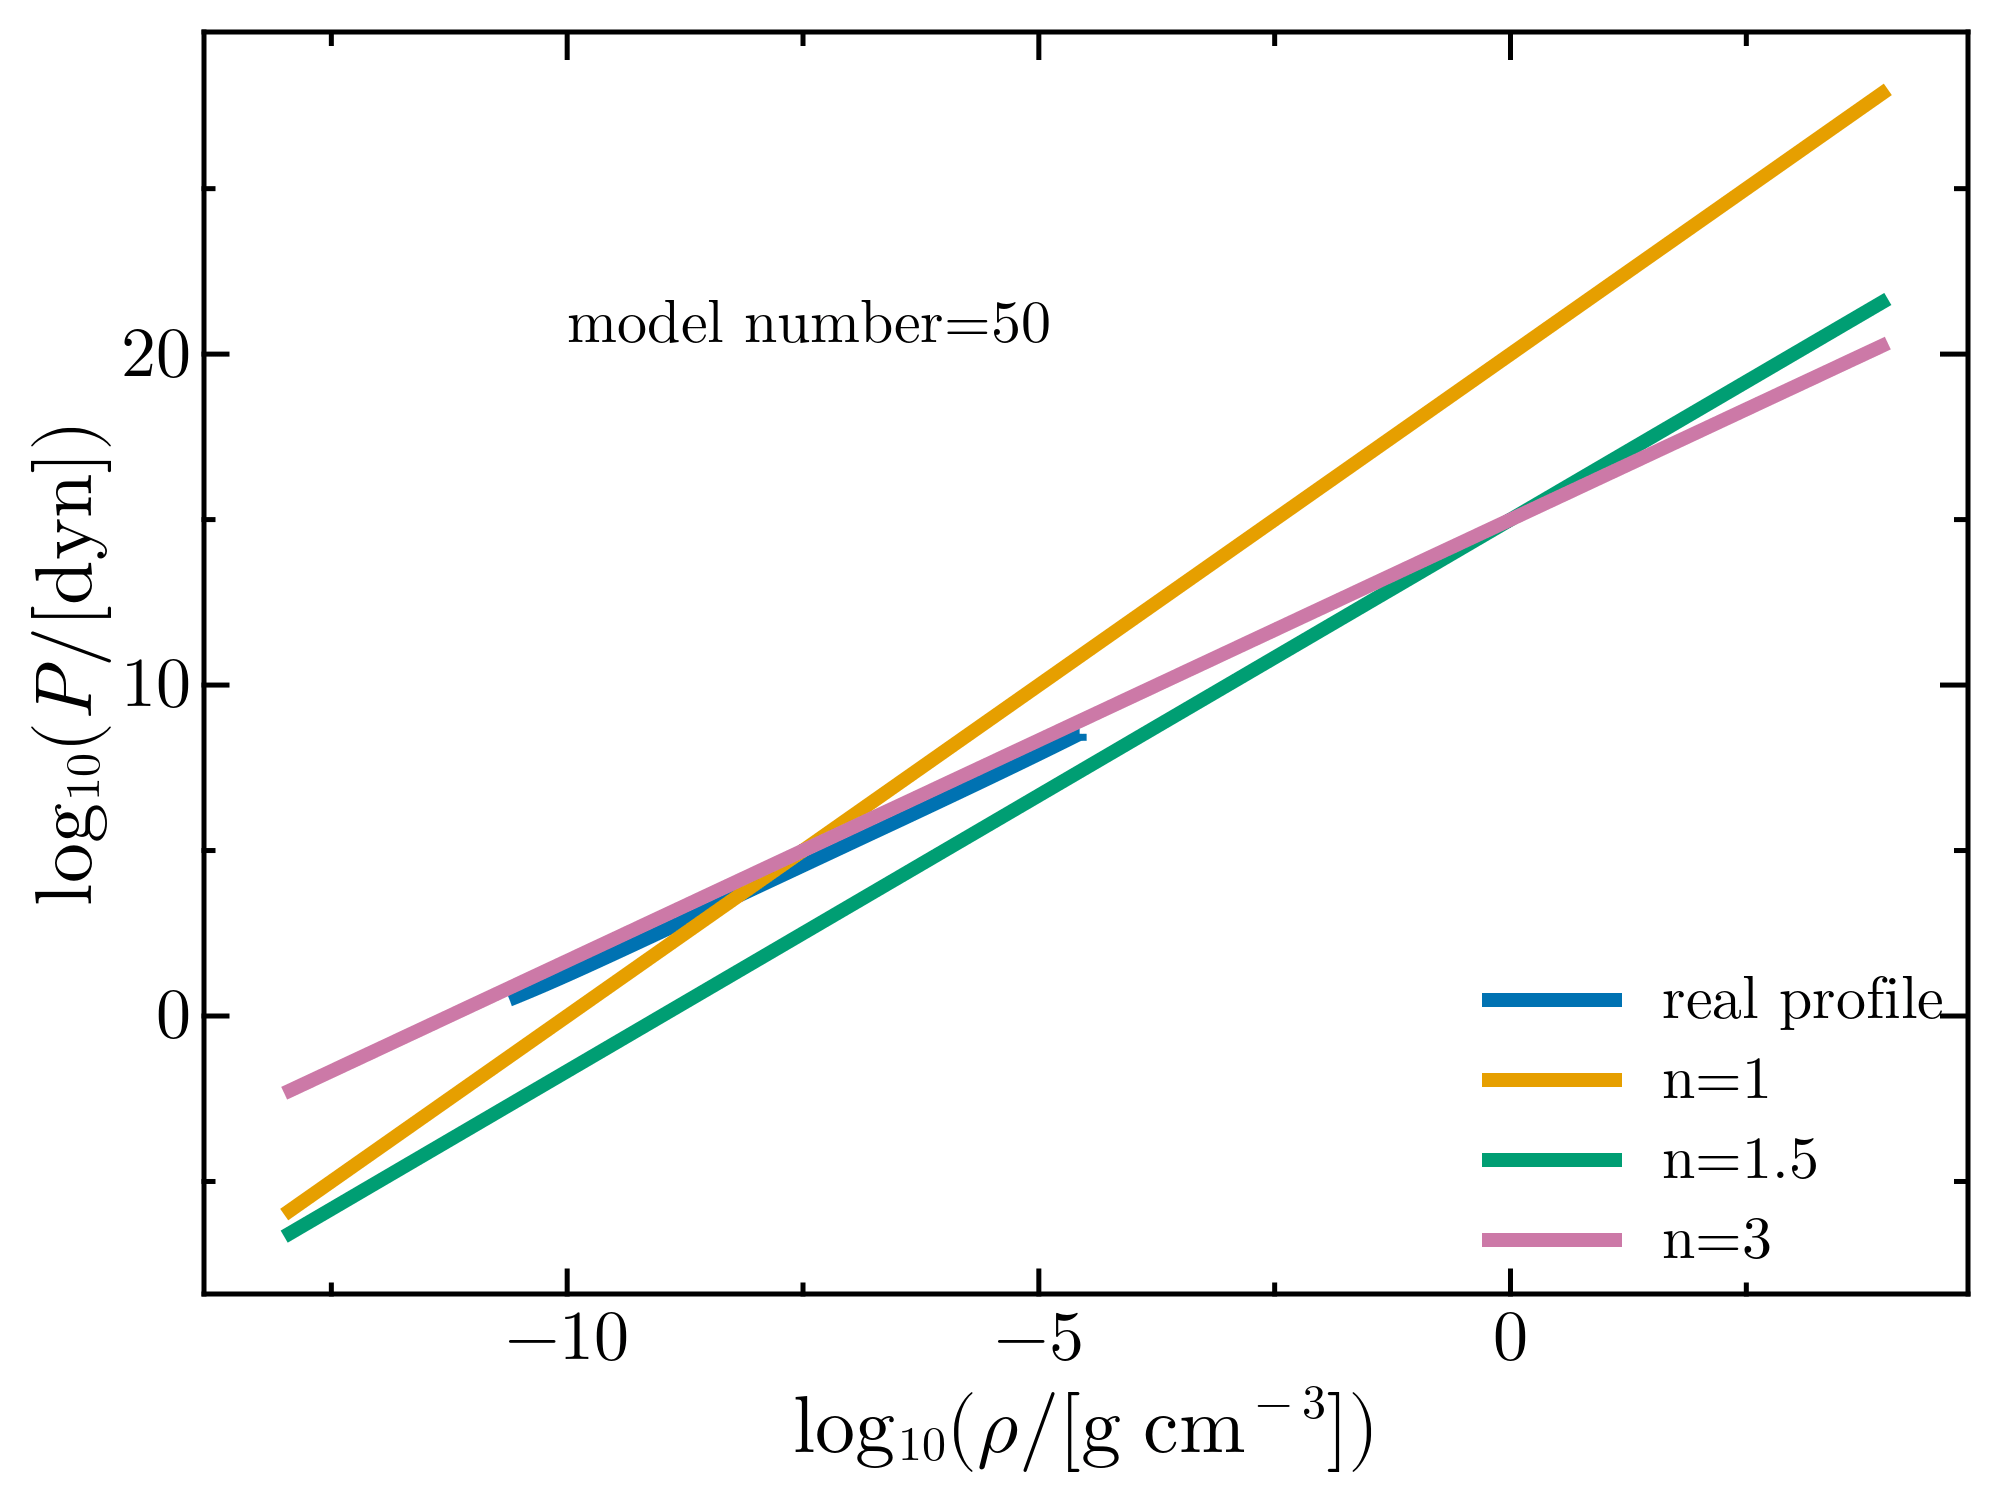 model number=50
20
10
0
log₁₀(P/[dyn])
real profile
n=1
n=1.5
n=3
−10 −5 0
log₁₀(ρ/[g cm⁻³])